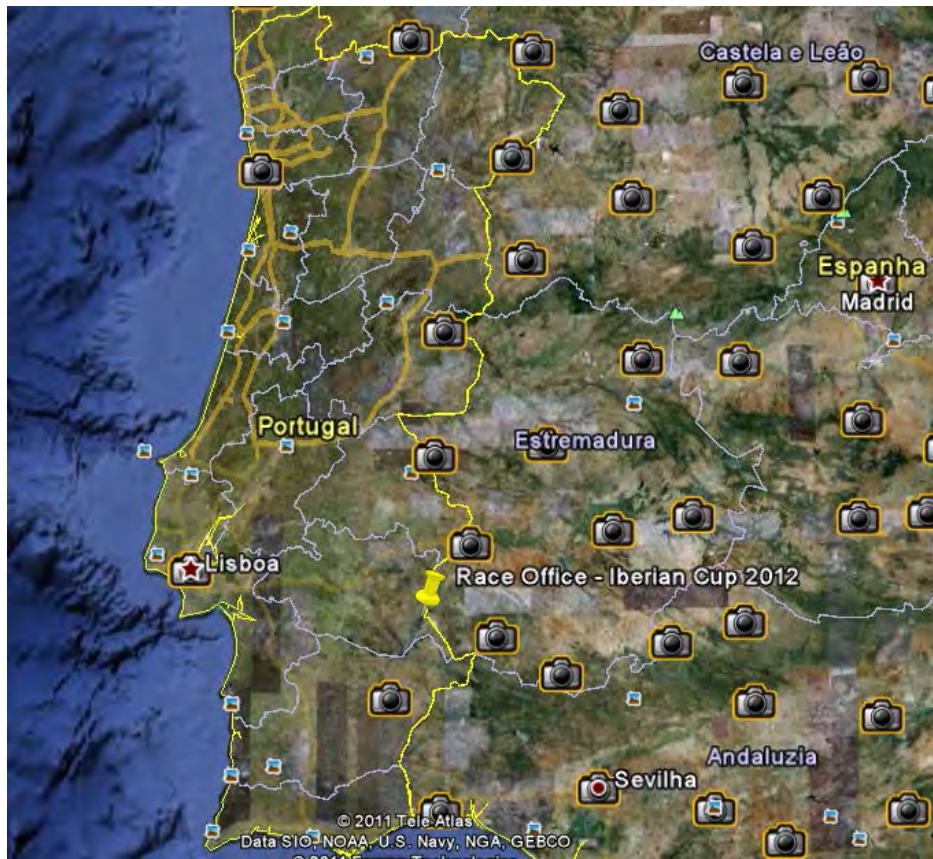 Castela e Leão
Espanha
Madrid
Portugal
Estremadura
Lisboa
Race Office - Iberian Cup 2012
Andaluzia
Sevilha
© 2011 Tele Atlas
Data SIO, NOAA, U.S. Navy, NGA, GEBCO